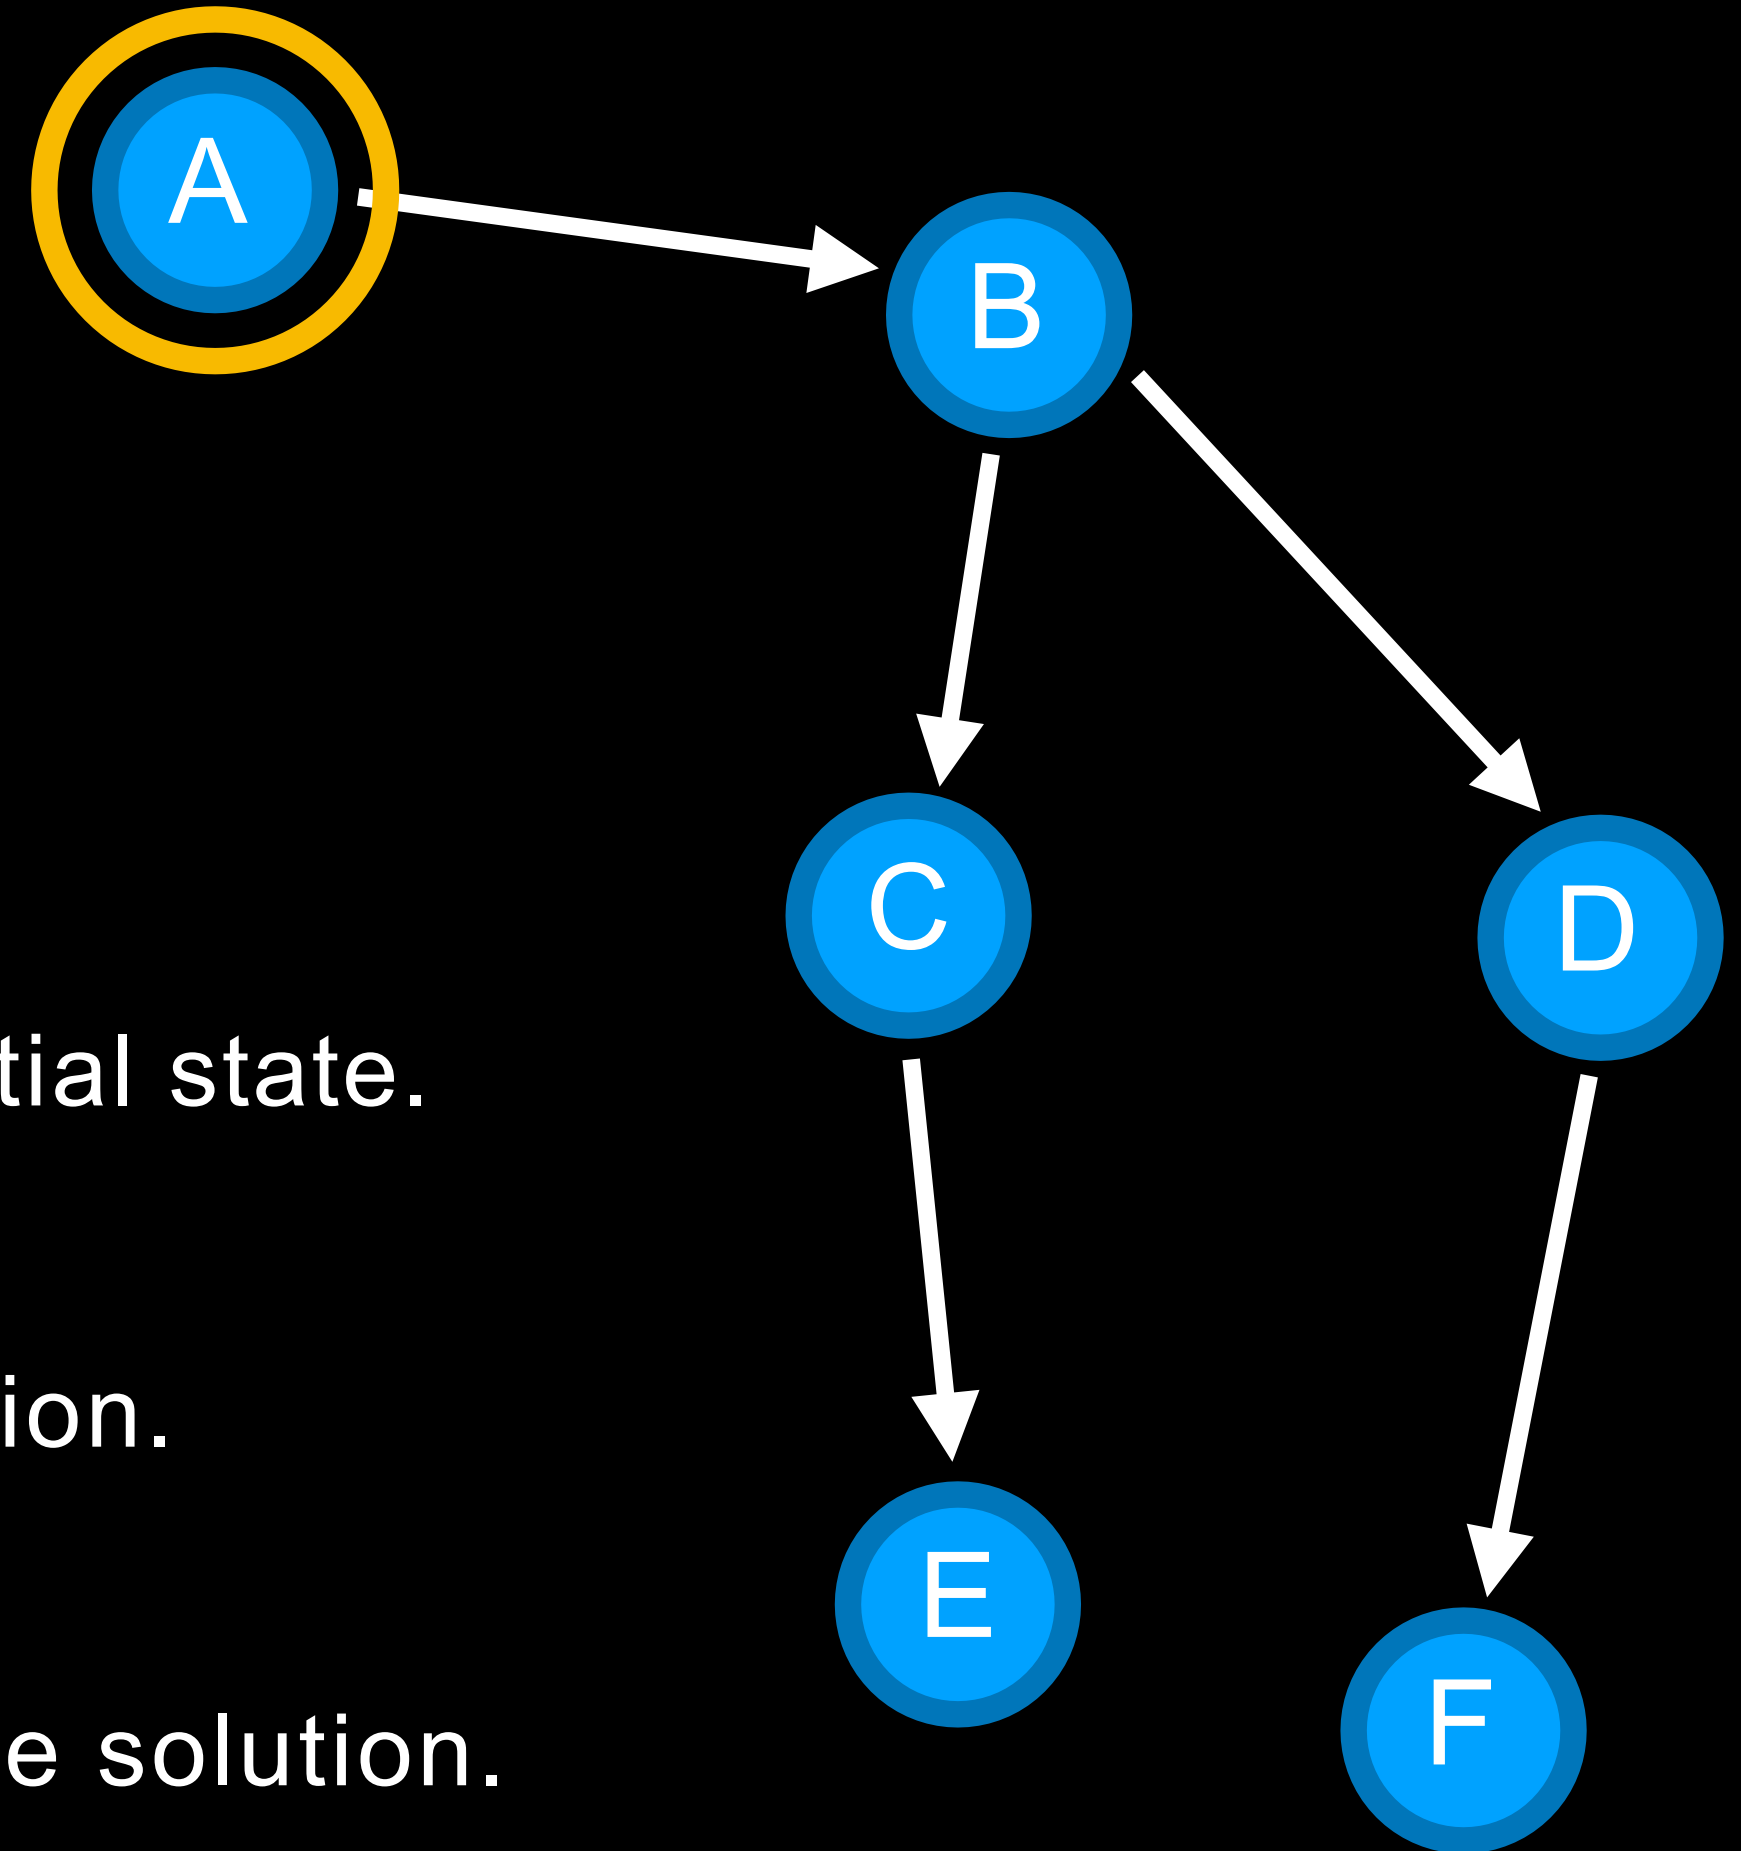 A
B
C
D
tial state.
ion.
E
F
e solution.